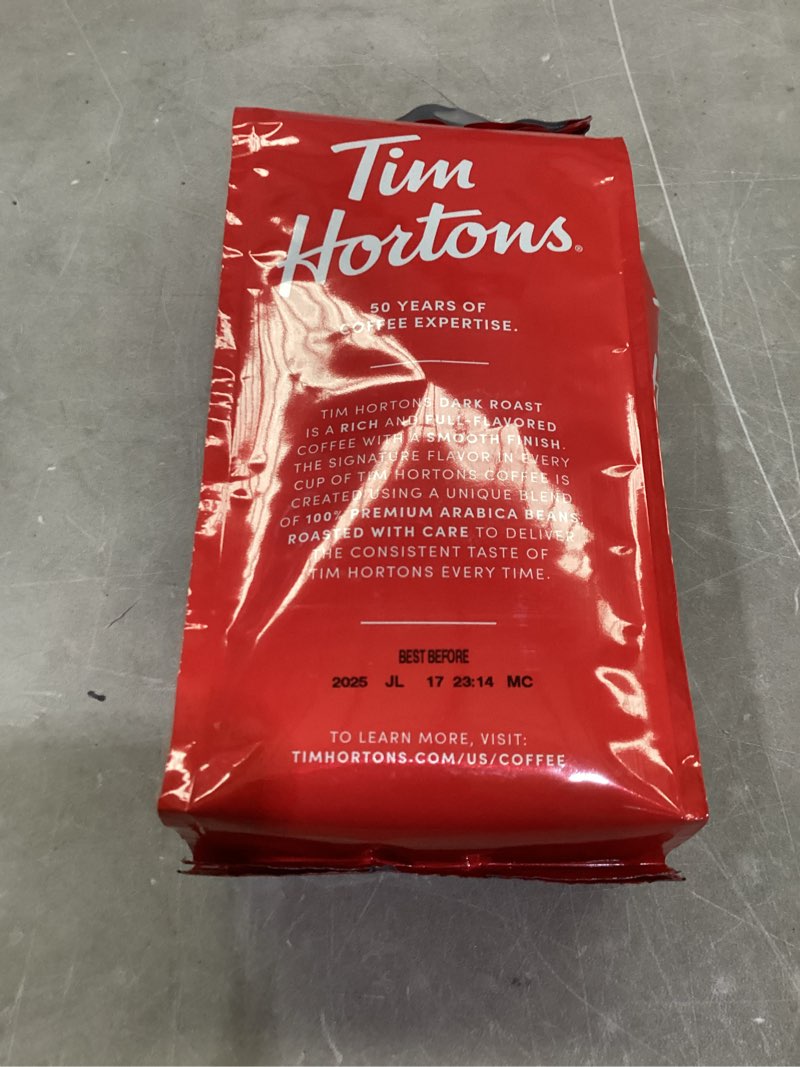 Tim
Hortons®
50 YEARS OF
COFFEE EXPERTISE.
TIM HORTONS DARK ROAST
IS A RICH AND FULL-FLAVORED
COFFEE WITH A SMOOTH FINISH.
THE SIGNATURE FLAVOR IN EVERY
CUP OF TIM HORTONS COFFEE IS
CREATED USING A UNIQUE BLEND
OF 100% PREMIUM ARABICA BEANS
ROASTED WITH CARE TO DELIVER
THE CONSISTENT TASTE OF
TIM HORTONS EVERY TIME.
BEST BEFORE
2025 JL 17 23:14 MC
TO LEARN MORE, VISIT:
TIMHORTONS.COM/US/COFFEE